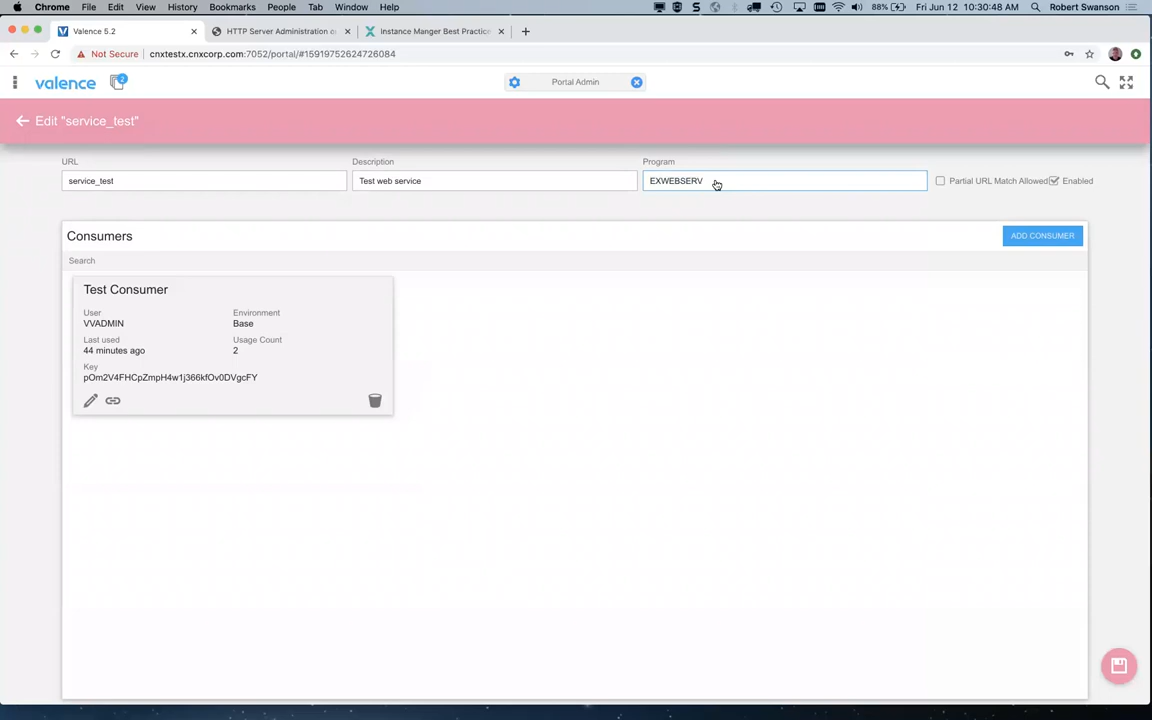 Chrome File Edit View History Bookmarks People Tab Window Help 88% Fri Jun 12 10:30:48 AM Robert Swanson
Valence 5.2 HTTP Server Administration o Instance Manger Best Practice
Not Secure cnxtestx.cnxcorp.com:7052/portal/#15919752624726084
valence 2 Portal Admin
Edit "service_test"
URL Description Program
service_test Test web service EXWEBSERV Partial URL Match Allowed Enabled
Consumers ADD CONSUMER
Search
Test Consumer
User Environment
VVADMIN Base
Last used Usage Count
44 minutes ago 2
Key
pOm2V4FHCpZmpH4w1j366kfOv0DVgcFY